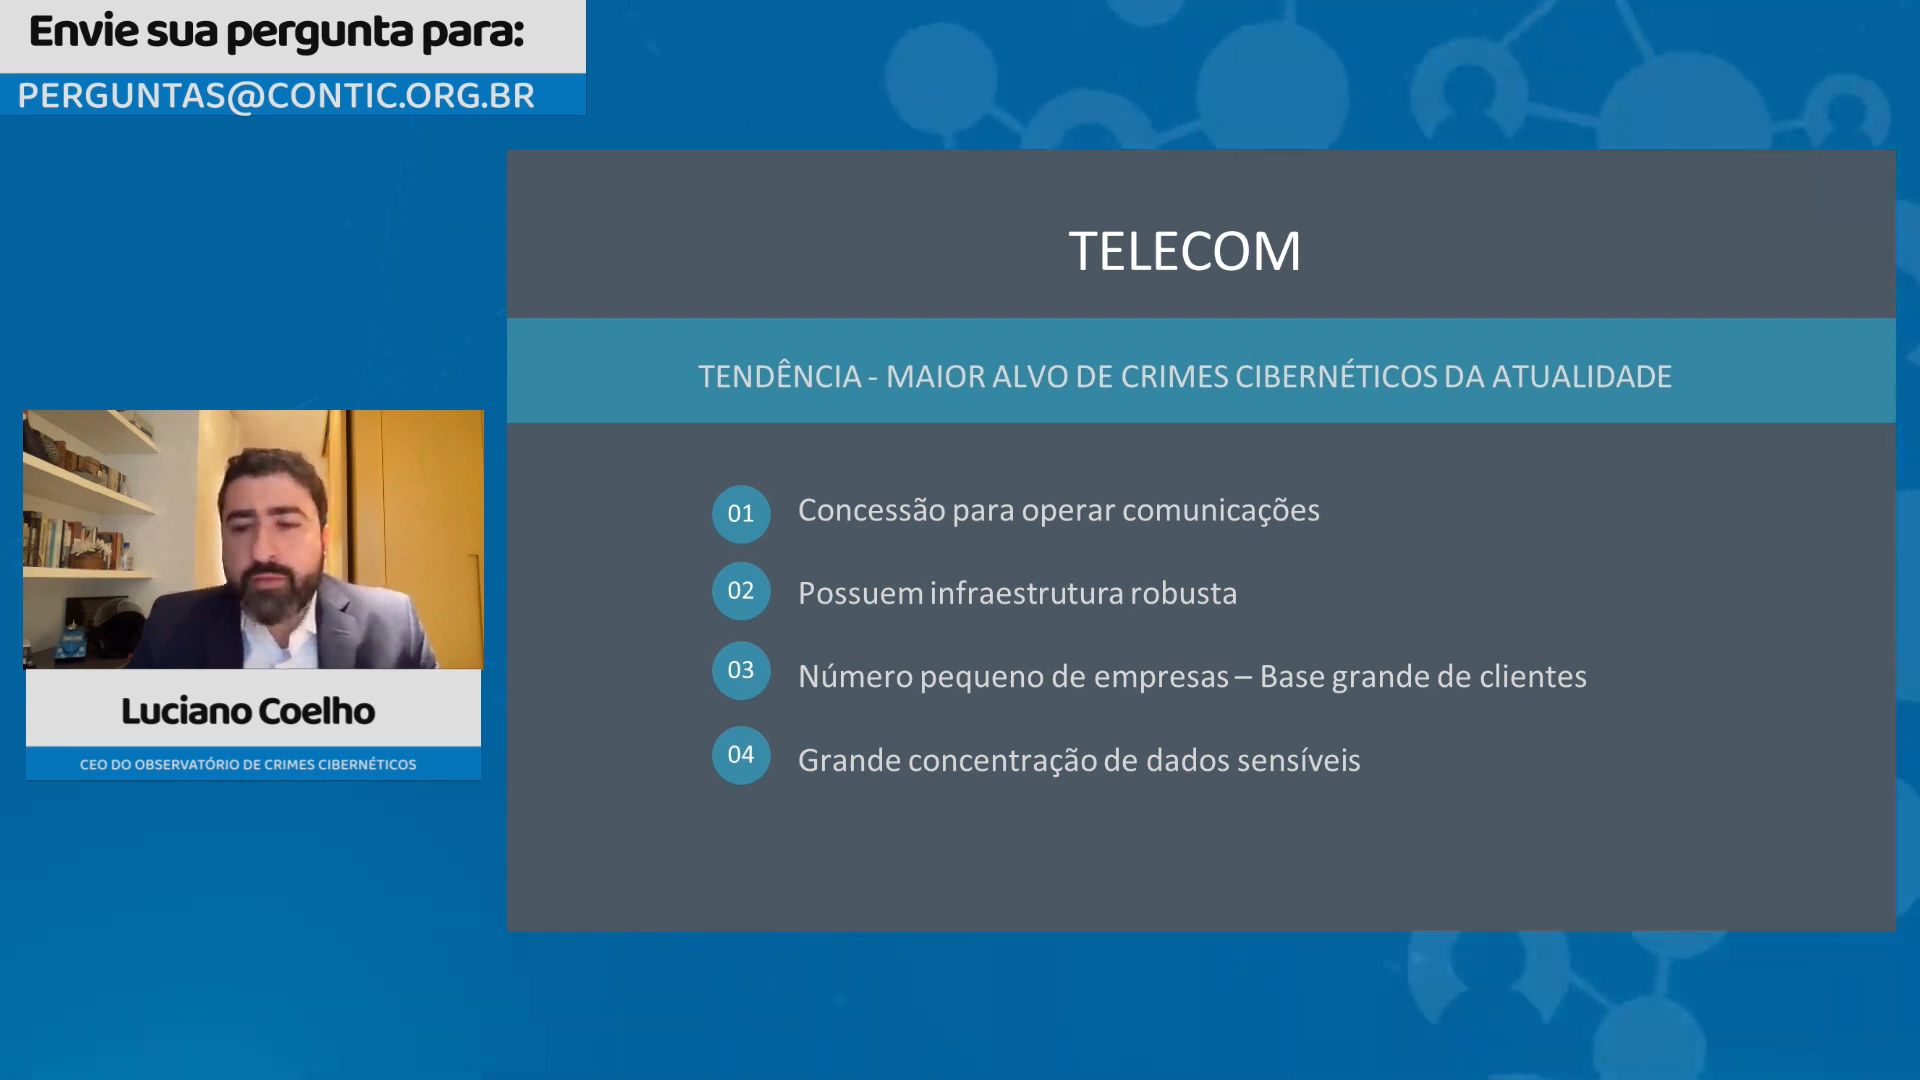 Envie sua pergunta para:
PERGUNTAS@CONTIC.ORG.BR
TELECOM
TENDÊNCIA - MAIOR ALVO DE CRIMES CIBERNÉTICOS DA ATUALIDADE
01 Concessão para operar comunicações
02 Possuem infraestrutura robusta
03 Número pequeno de empresas – Base grande de clientes
04 Grande concentração de dados sensíveis
Luciano Coelho
CEO DO OBSERVATÓRIO DE CRIMES CIBERNÉTICOS